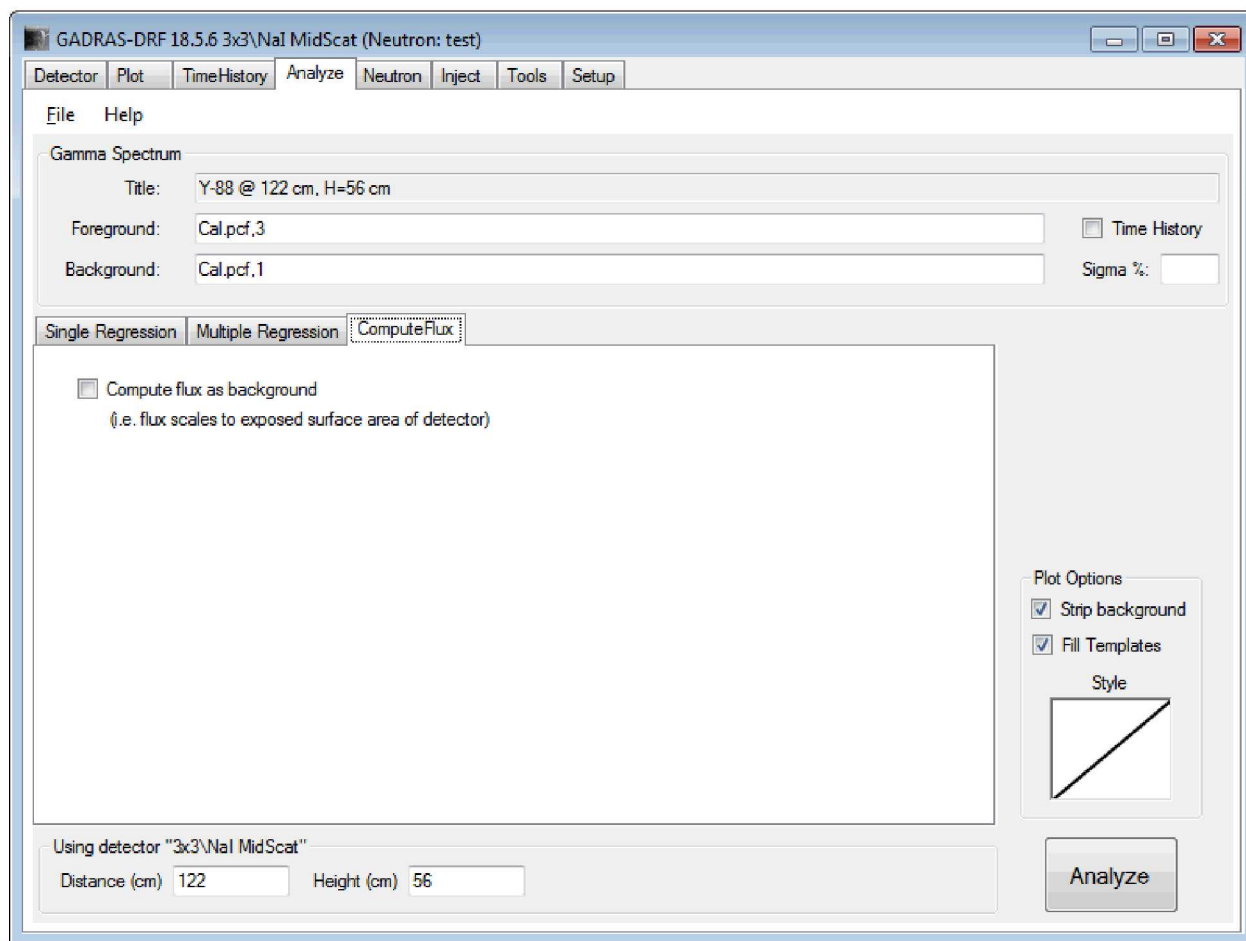 GADRAS-DRF 18.5.6 3x3\NaI MidScat (Neutron: test)
Detector Plot TimeHistory Analyze Neutron Inject Tools Setup
File Help
Gamma Spectrum
Title: Y-88 @ 122 cm, H=56 cm
Foreground: Cal.pcf,3 Time History
Background: Cal.pcf,1 Sigma %:
Single Regression Multiple Regression ComputeFlux
Compute flux as background
(i.e. flux scales to exposed surface area of detector)
Plot Options
Strip background
Fill Templates
Style
Using detector "3x3\NaI MidScat"
Distance (cm) 122 Height (cm) 56
Analyze